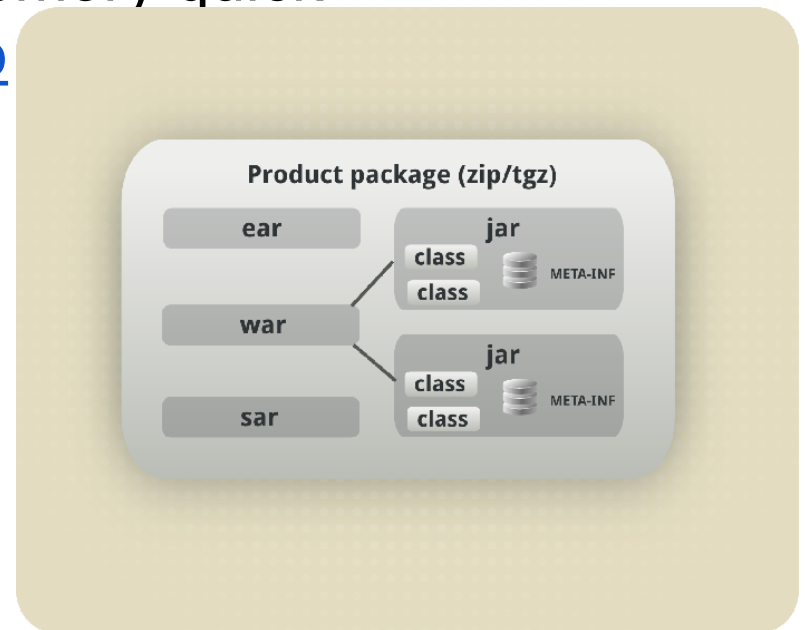 Product package (zip/tgz)
ear
jar
class
META-INF
class
war
jar
class
META-INF
class
sar